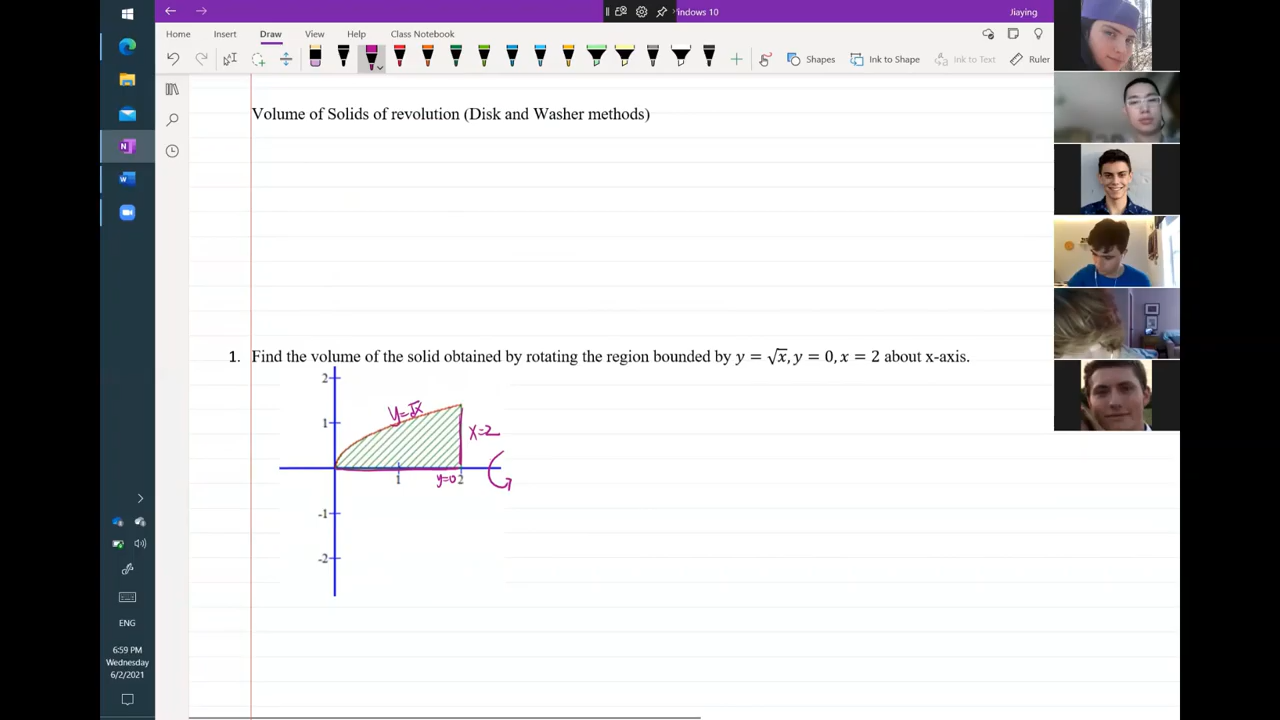 indows 10
Jiaying
Home Insert Draw View Help Class Notebook
Shapes Ink to Shape Ink to Text Ruler
Volume of Solids of revolution (Disk and Washer methods)
1. Find the volume of the solid obtained by rotating the region bounded by y = √x, y = 0, x = 2 about x-axis.
2
y=√x
1
x=2
1
y=0
2
-1
-2
N
W
ENG
6:59 PM
Wednesday
6/2/2021